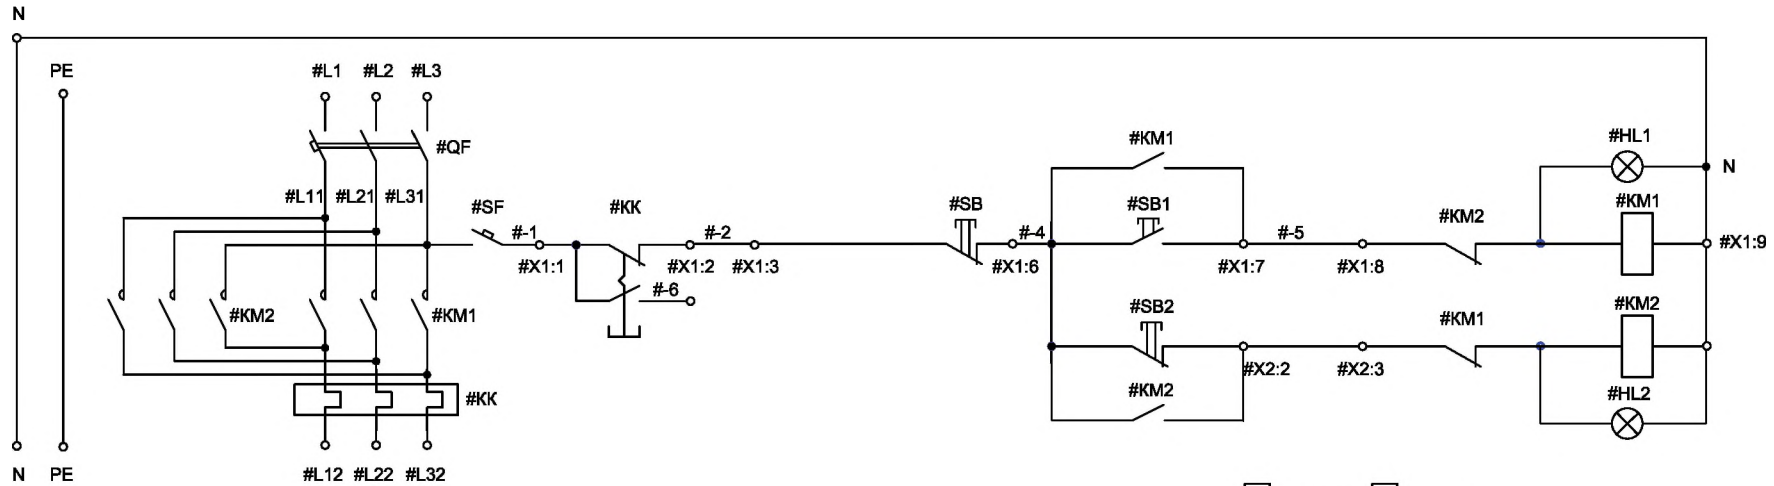 N
PE
#L1 #L2 #L3
#QF
#KM1
#HL1
N
#L11 #L21 #L31
#SF
#KK
#SB
#SB1
#KM2
#KM1
#-1
#-2
#-4
#-5
#X1:1
#X1:2
#X1:3
#X1:6
#X1:7
#X1:8
#X1:9
#-6
#KM2
#KM1
#SB2
#KM1
#KM2
#X2:2
#X2:3
#KK
#KM2
#HL2
N
PE
#L12 #L22 #L32